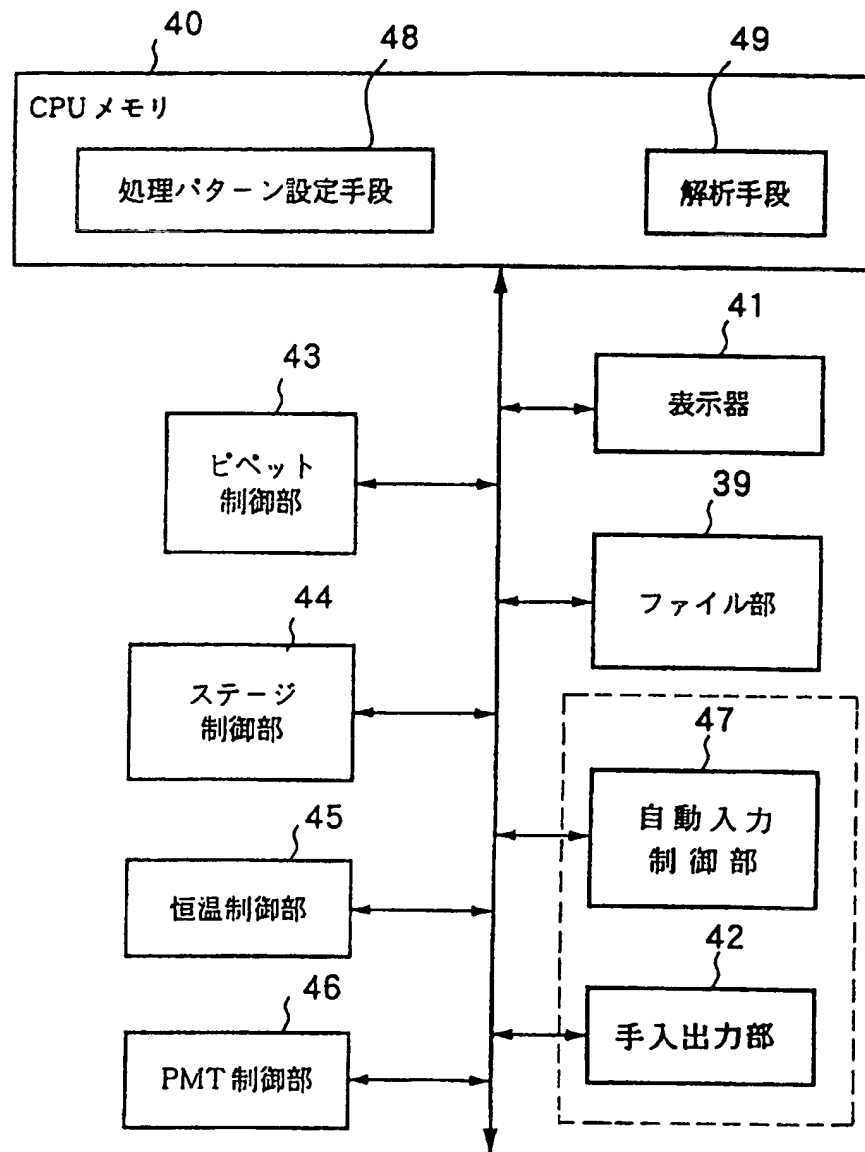 40
48
49
CPU メモリ
処理パターン設定手段
解析手段
41
表示器
43
ピペット
制御部
39
ファイル部
44
ステージ
制御部
47
自動入力
制御部
45
恒温制御部
42
手入出力部
46
PMT 制御部